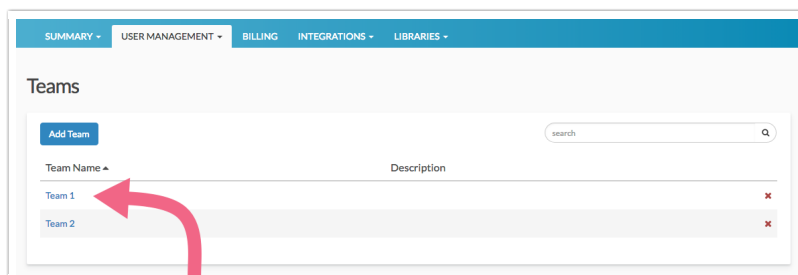 SUMMARY USER MANAGEMENT BILLING INTEGRATIONS LIBRARIES
Teams
Add Team search
Team Name Description
Team 1
Team 2